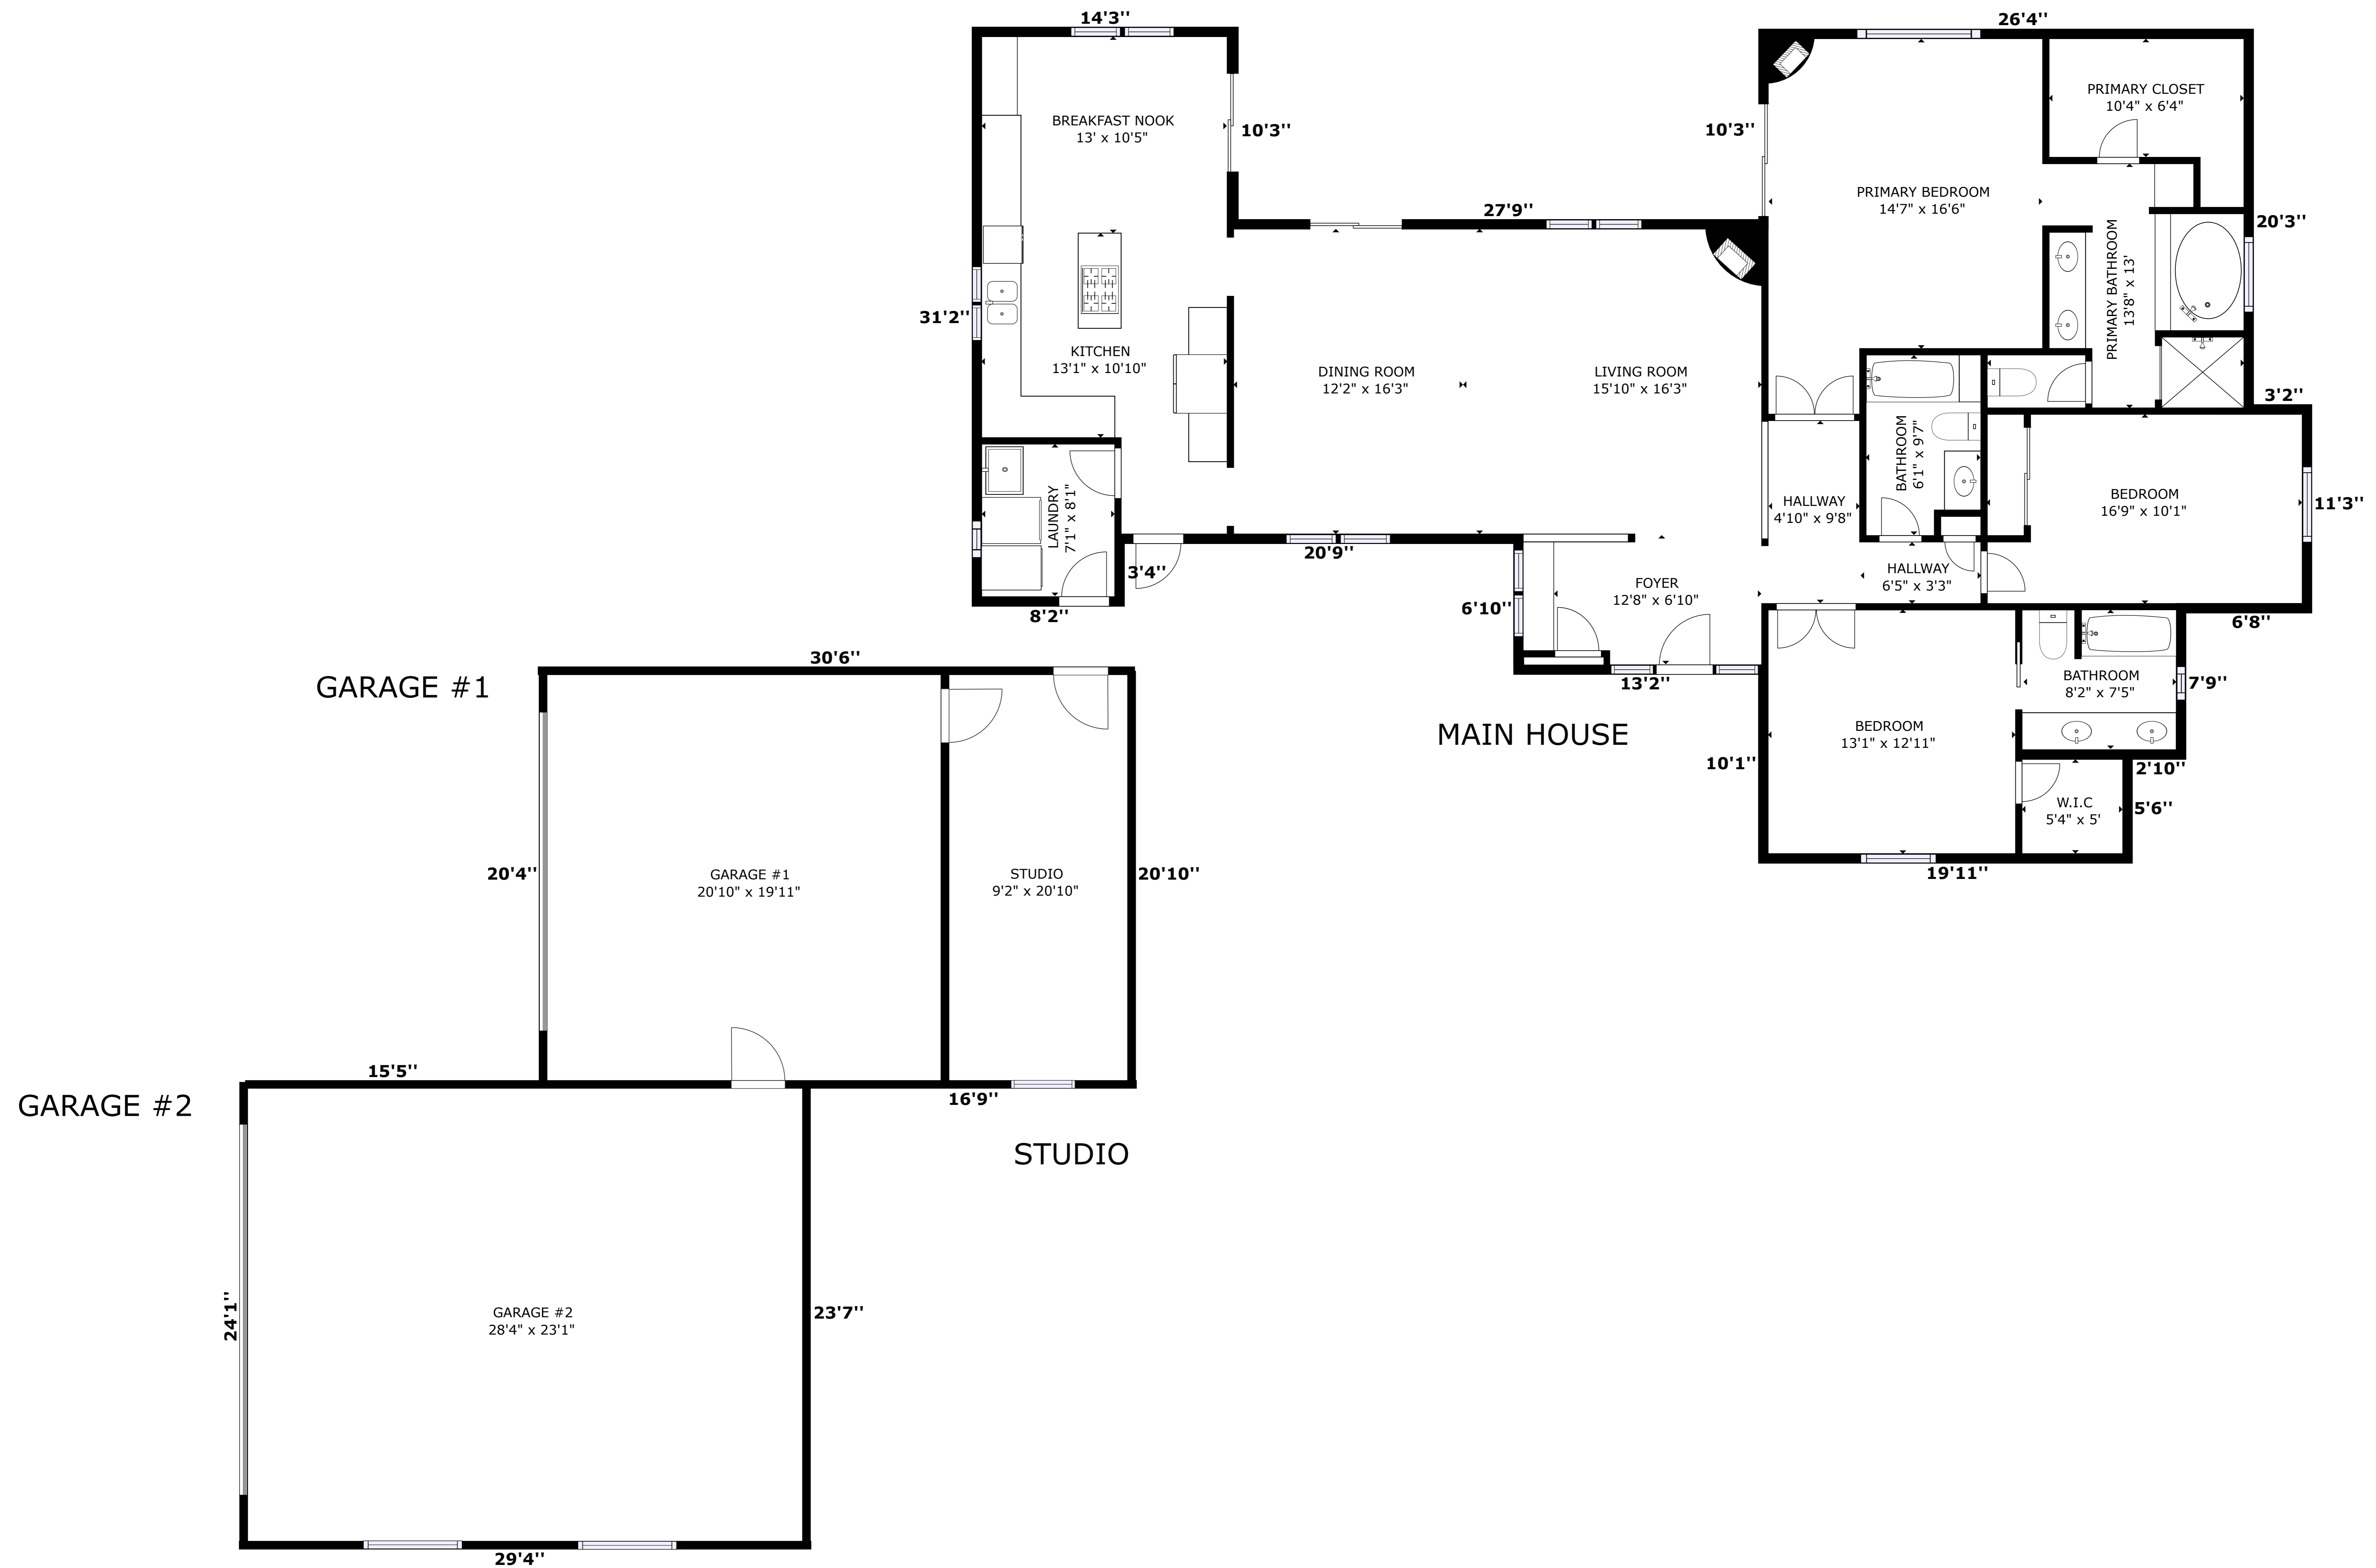 14'3''
26'4''
BREAKFAST NOOK
13' x 10'5"
10'3''
10'3''
PRIMARY CLOSET
10'4" x 6'4"
PRIMARY BEDROOM
14'7" x 16'6"
27'9''
20'3''
PRIMARY BATHROOM
13'8" x 13'
31'2''
KITCHEN
13'1" x 10'10"
DINING ROOM
12'2" x 16'3"
LIVING ROOM
15'10" x 16'3"
3'2''
BATHROOM
6'1" x 9'7"
LAUNDRY
7'1" x 8'1"
HALLWAY
4'10" x 9'8"
BEDROOM
16'9" x 10'1"
11'3''
20'9''
3'4''
HALLWAY
6'5" x 3'3"
FOYER
12'8" x 6'10"
6'10''
8'2''
6'8''
30'6''
GARAGE #1
13'2''
BATHROOM
8'2" x 7'5"
7'9''
MAIN HOUSE
BEDROOM
13'1" x 12'11"
10'1''
2'10''
W.I.C
5'4" x 5'
5'6''
19'11''
20'4''
GARAGE #1
20'10" x 19'11"
STUDIO
9'2" x 20'10"
20'10''
15'5''
GARAGE #2
16'9''
STUDIO
24'1''
GARAGE #2
28'4" x 23'1"
23'7''
29'4''